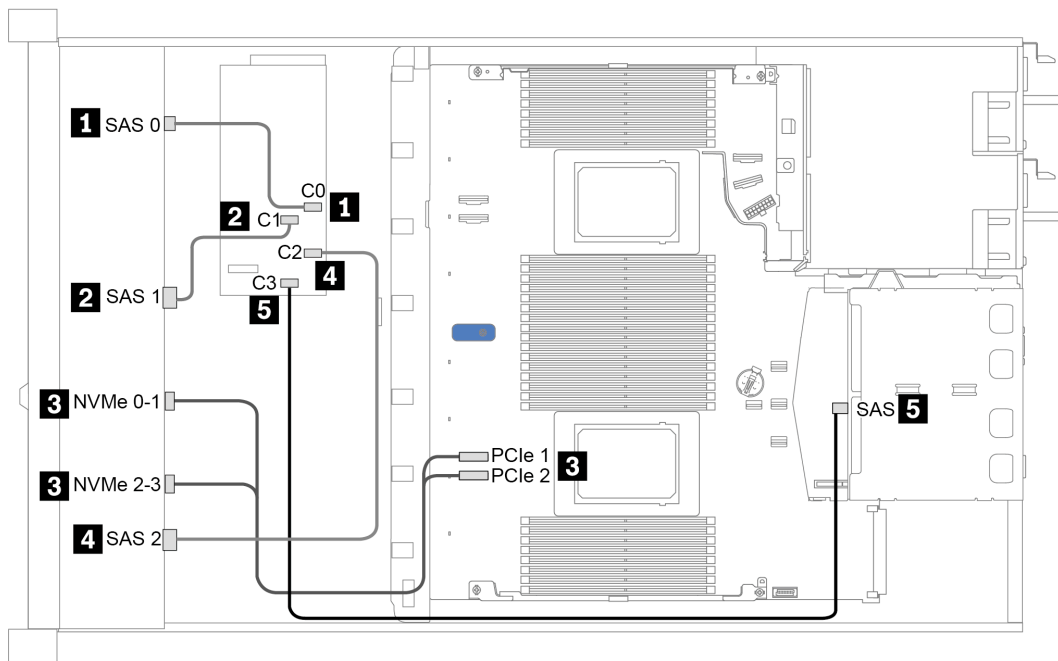 1 SAS 0
C0 1
2 C1
C2
4
C3
5
2 SAS 1
3 NVMe 0-1
3 NVMe 2-3
4 SAS 2
PCIe 1
PCIe 2
3
SAS 5